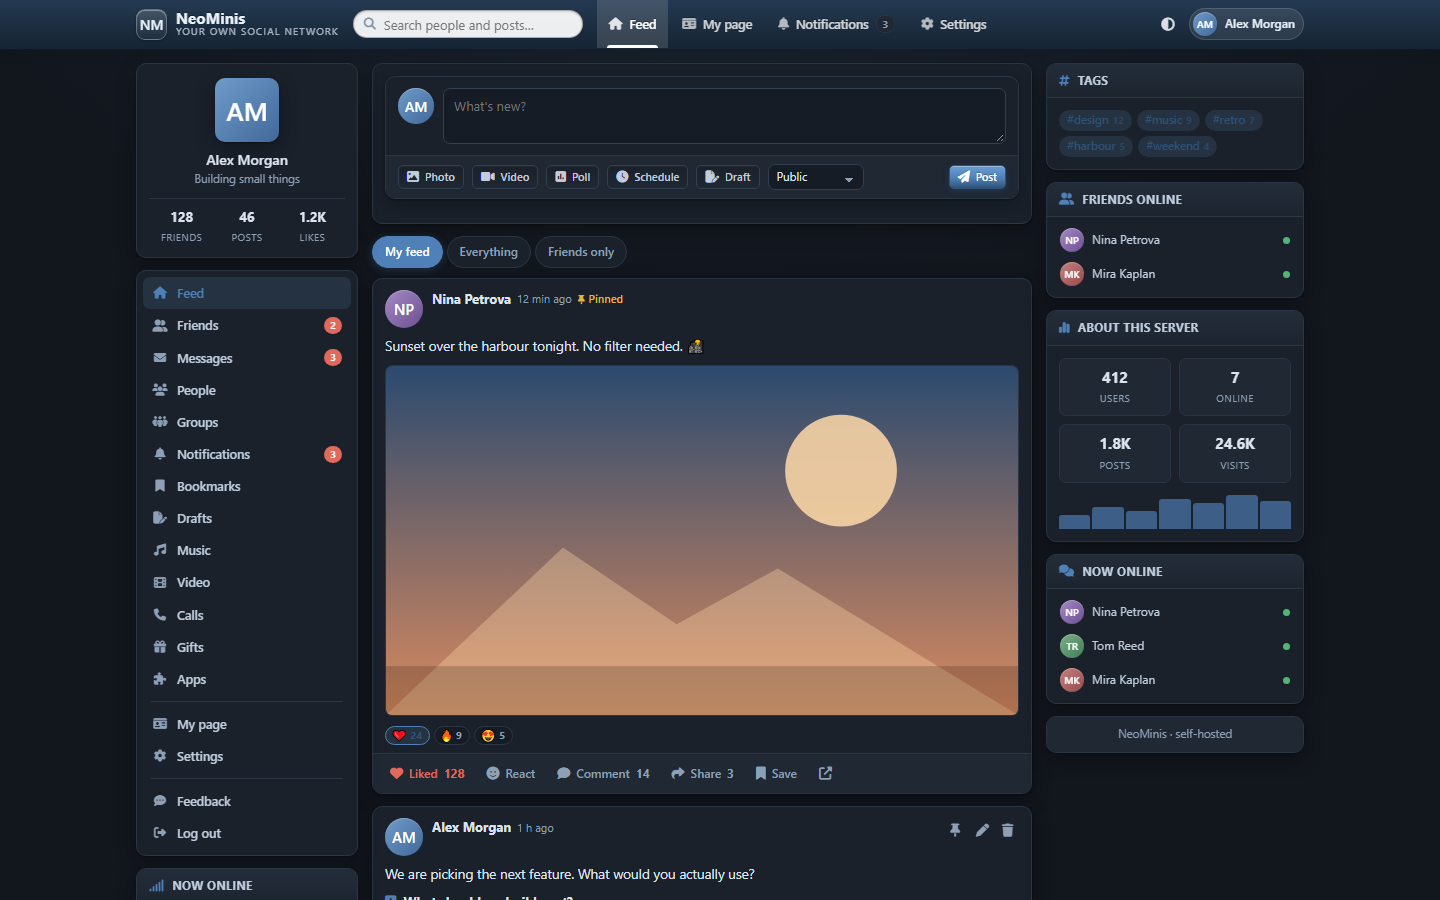 NM
NeoMinis
YOUR OWN SOCIAL NETWORK
Search people and posts...
Feed
My page
Notifications 3
Settings
AM Alex Morgan
AM
Alex Morgan
Building small things
128 46 1.2K
FRIENDS POSTS LIKES
Feed
Friends 2
Messages 3
People
Groups
Notifications 3
Bookmarks
Drafts
Music
Video
Calls
Gifts
Apps
My page
Settings
Feedback
Log out
NOW ONLINE
AM What's new?
Photo Video Poll Schedule Draft Public Post
My feed Everything Friends only
NP Nina Petrova 12 min ago Pinned
Sunset over the harbour tonight. No filter needed.
24 9 5
Liked 128 React Comment 14 Share 3 Save
AM Alex Morgan 1 h ago
We are picking the next feature. What would you actually use?
# TAGS
#design 12 #music 9 #retro 7
#harbour 5 #weekend 4
FRIENDS ONLINE
NP Nina Petrova
MK Mira Kaplan
ABOUT THIS SERVER
412 7
USERS ONLINE
1.8K 24.6K
POSTS VISITS
NOW ONLINE
NP Nina Petrova
TR Tom Reed
MK Mira Kaplan
NeoMinis · self-hosted